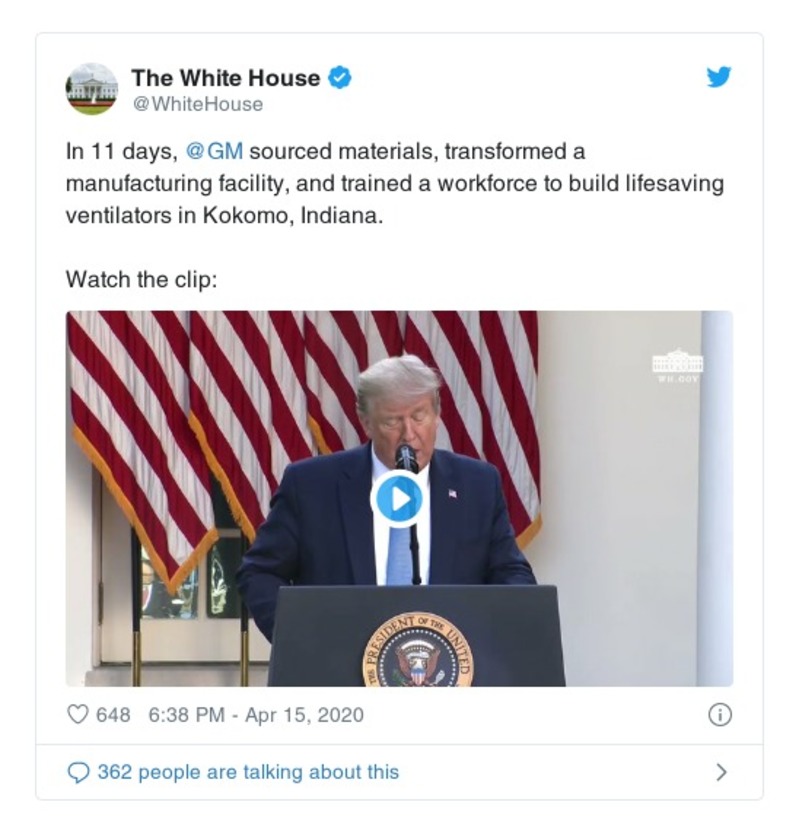 The White House
@WhiteHouse
In 11 days, @GM sourced materials, transformed a
manufacturing facility, and trained a workforce to build lifesaving
ventilators in Kokomo, Indiana.
Watch the clip:
WH.GOV
PRESIDENT OF THE UNITED
648 6:38 PM - Apr 15, 2020
362 people are talking about this